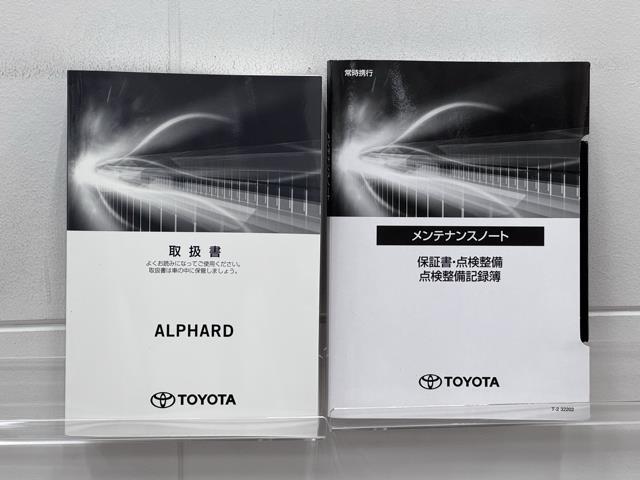 取扱書
よくお読みになってご使用ください。
取扱書は車の中に保管しましょう。
ALPHARD
TOYOTA
常時携行
メンテナンスノート
保証書・点検整備
点検整備記録簿
TOYOTA
T-2 32202